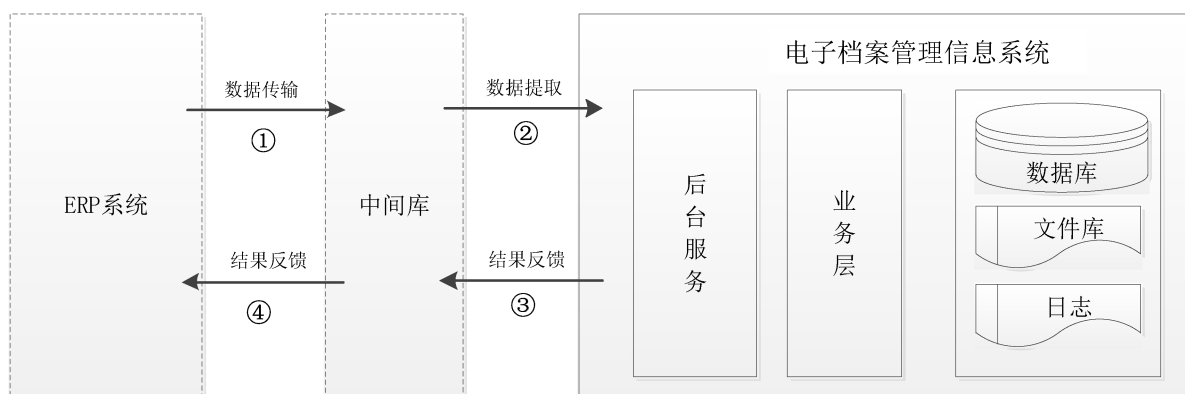 电子档案管理信息系统
数据传输
①
数据提取
②
ERP系统
中间库
后台服务
业务层
数据库
文件库
日志
结果反馈
④
结果反馈
③